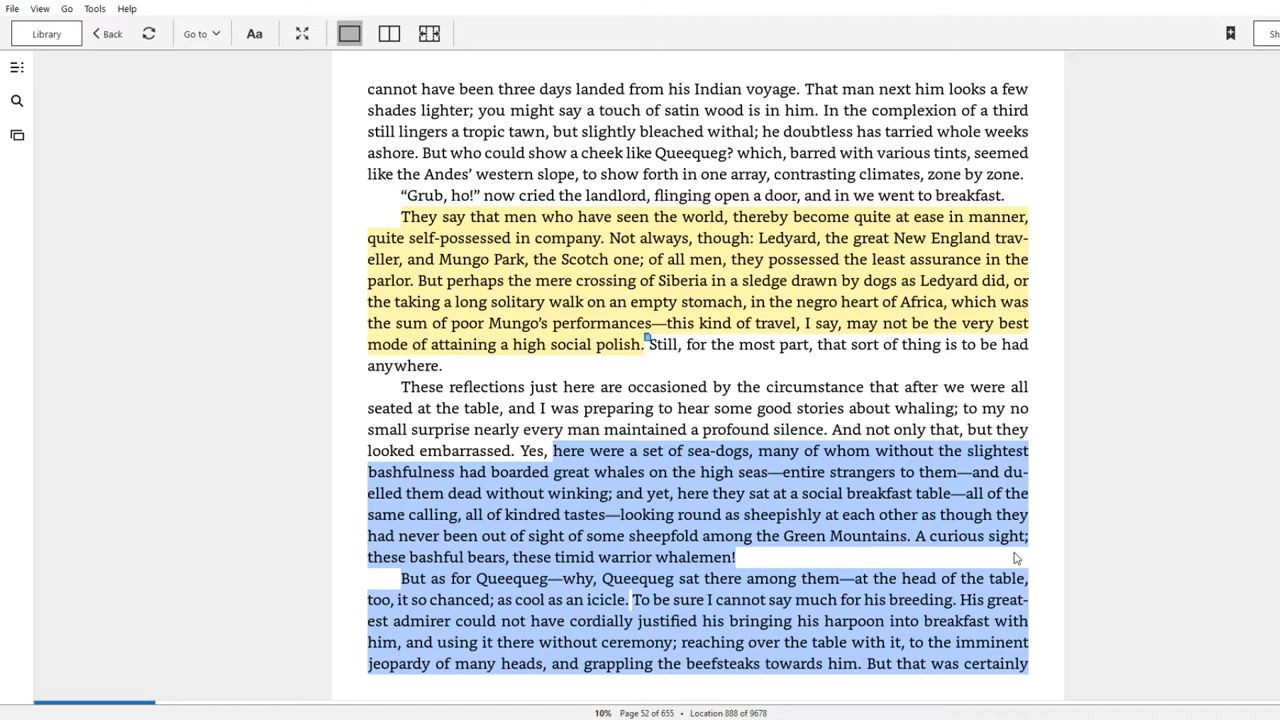 File View Go Tools Help
Library Back Go to Aa Sh
cannot have been three days landed from his Indian voyage. That man next him looks a few
shades lighter; you might say a touch of satin wood is in him. In the complexion of a third
still lingers a tropic tawn, but slightly bleached withal; he doubtless has tarried whole weeks
ashore. But who could show a cheek like Queequeg? which, barred with various tints, seemed
like the Andes’ western slope, to show forth in one array, contrasting climates, zone by zone.
“Grub, ho!” now cried the landlord, flinging open a door, and in we went to breakfast.
They say that men who have seen the world, thereby become quite at ease in manner,
quite self-possessed in company. Not always, though: Ledyard, the great New England trav-
eller, and Mungo Park, the Scotch one; of all men, they possessed the least assurance in the
parlor. But perhaps the mere crossing of Siberia in a sledge drawn by dogs as Ledyard did, or
the taking a long solitary walk on an empty stomach, in the negro heart of Africa, which was
the sum of poor Mungo’s performances—this kind of travel, I say, may not be the very best
mode of attaining a high social polish. Still, for the most part, that sort of thing is to be had
anywhere.
These reflections just here are occasioned by the circumstance that after we were all
seated at the table, and I was preparing to hear some good stories about whaling; to my no
small surprise nearly every man maintained a profound silence. And not only that, but they
looked embarrassed. Yes, here were a set of sea-dogs, many of whom without the slightest
bashfulness had boarded great whales on the high seas—entire strangers to them—and du-
elled them dead without winking; and yet, here they sat at a social breakfast table—all of the
same calling, all of kindred tastes—looking round as sheepishly at each other as though they
had never been out of sight of some sheepfold among the Green Mountains. A curious sight;
these bashful bears, these timid warrior whalemen!
But as for Queequeg—why, Queequeg sat there among them—at the head of the table,
too, it so chanced; as cool as an icicle. To be sure I cannot say much for his breeding. His great-
est admirer could not have cordially justified his bringing his harpoon into breakfast with
him, and using it there without ceremony; reaching over the table with it, to the imminent
jeopardy of many heads, and grappling the beefsteaks towards him. But that was certainly
10% Page 52 of 655 • Location 888 of 9678